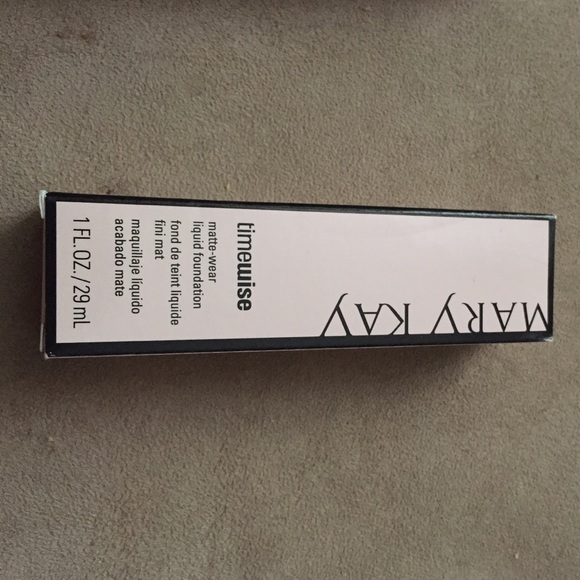 MARY KAY
timewise
matte-wear
liquid foundation
fond de teint liquide
fini mat
maquillaje líquido
acabado mate
1 FL.OZ./29 mL